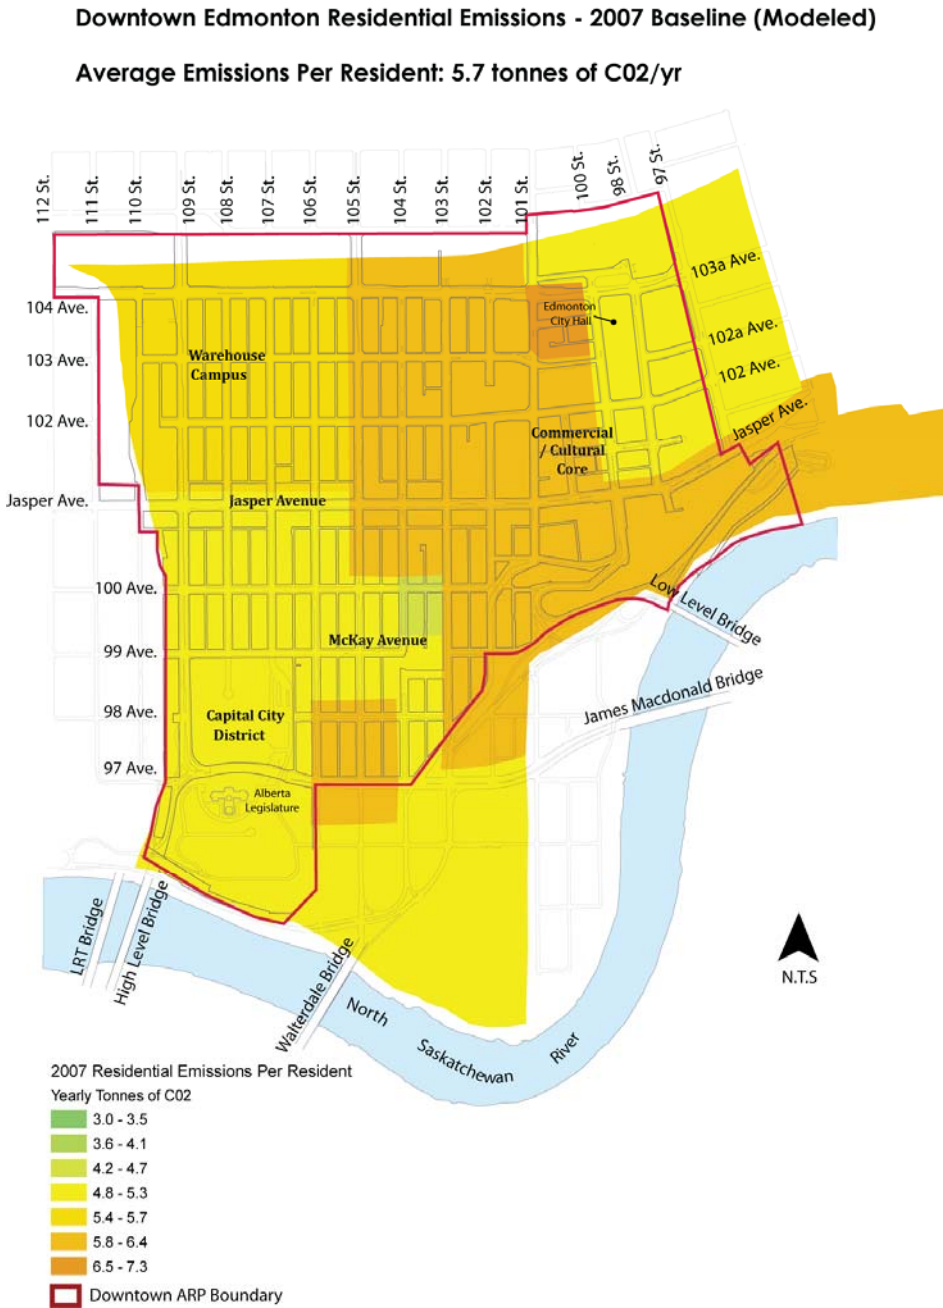 Downtown Edmonton Residential Emissions - 2007 Baseline (Modeled)
Average Emissions Per Resident: 5.7 tonnes of C02/yr
112 St.
111 St.
110 St.
109 St.
108 St.
107 St.
106 St.
105 St.
104 St.
103 St.
102 St.
101 St.
100 St.
98 St.
97 St.
103a Ave.
102a Ave.
102 Ave.
Jasper Ave.
104 Ave.
103 Ave.
102 Ave.
Jasper Ave.
100 Ave.
99 Ave.
98 Ave.
97 Ave.
Edmonton
City Hall
Warehouse
Campus
Commercial
/ Cultural
Core
Jasper Avenue
McKay Avenue
Capital City
District
Alberta
Legislature
Low Level Bridge
James Macdonald Bridge
LRT Bridge
High Level Bridge
Walterdale Bridge
North
Saskatchewan
River
N.T.S
2007 Residential Emissions Per Resident
Yearly Tonnes of C02
3.0 - 3.5
3.6 - 4.1
4.2 - 4.7
4.8 - 5.3
5.4 - 5.7
5.8 - 6.4
6.5 - 7.3
Downtown ARP Boundary